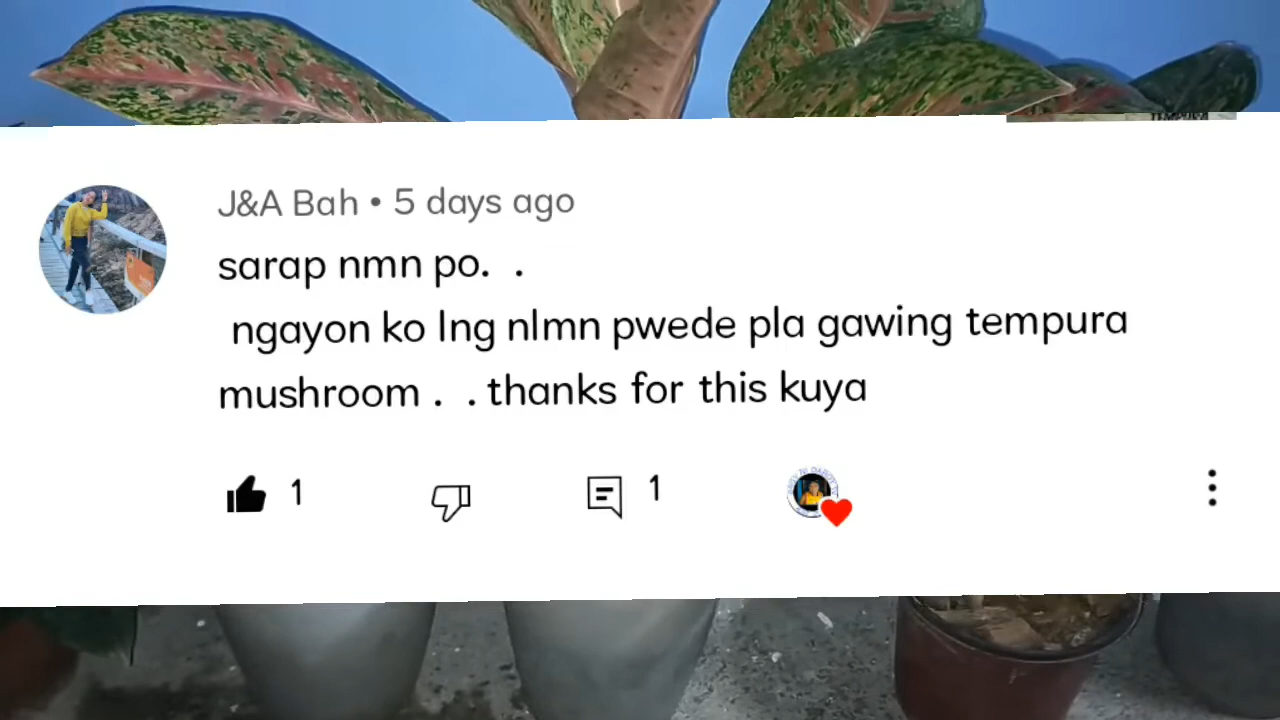 J&A Bah • 5 days ago
sarap nmn po. .
ngayon ko lng nlmn pwede pla gawing tempura
mushroom . . thanks for this kuya
1
1